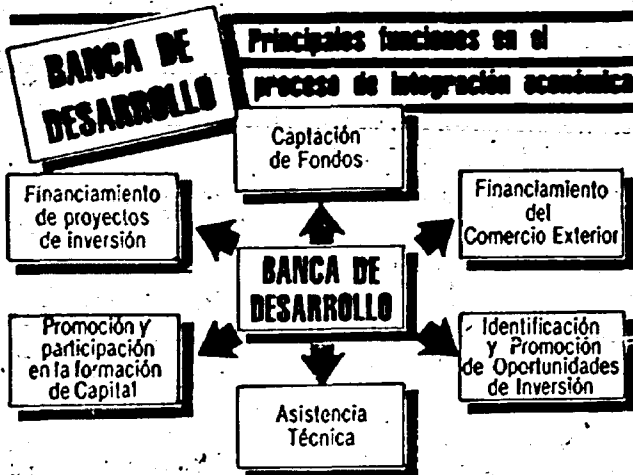 BANCA DE
DESARROLLO
Principales funciones en el
proceso de integración económica
Captación
de Fondos
Financiamiento
de proyectos
de inversión
Financiamiento
del
Comercio Exterior
BANCA DE
DESARROLLO
Promoción y
participación
en la formación
de Capital
Identificación
y Promoción
de Oportunidades
de Inversión
Asistencia
Técnica